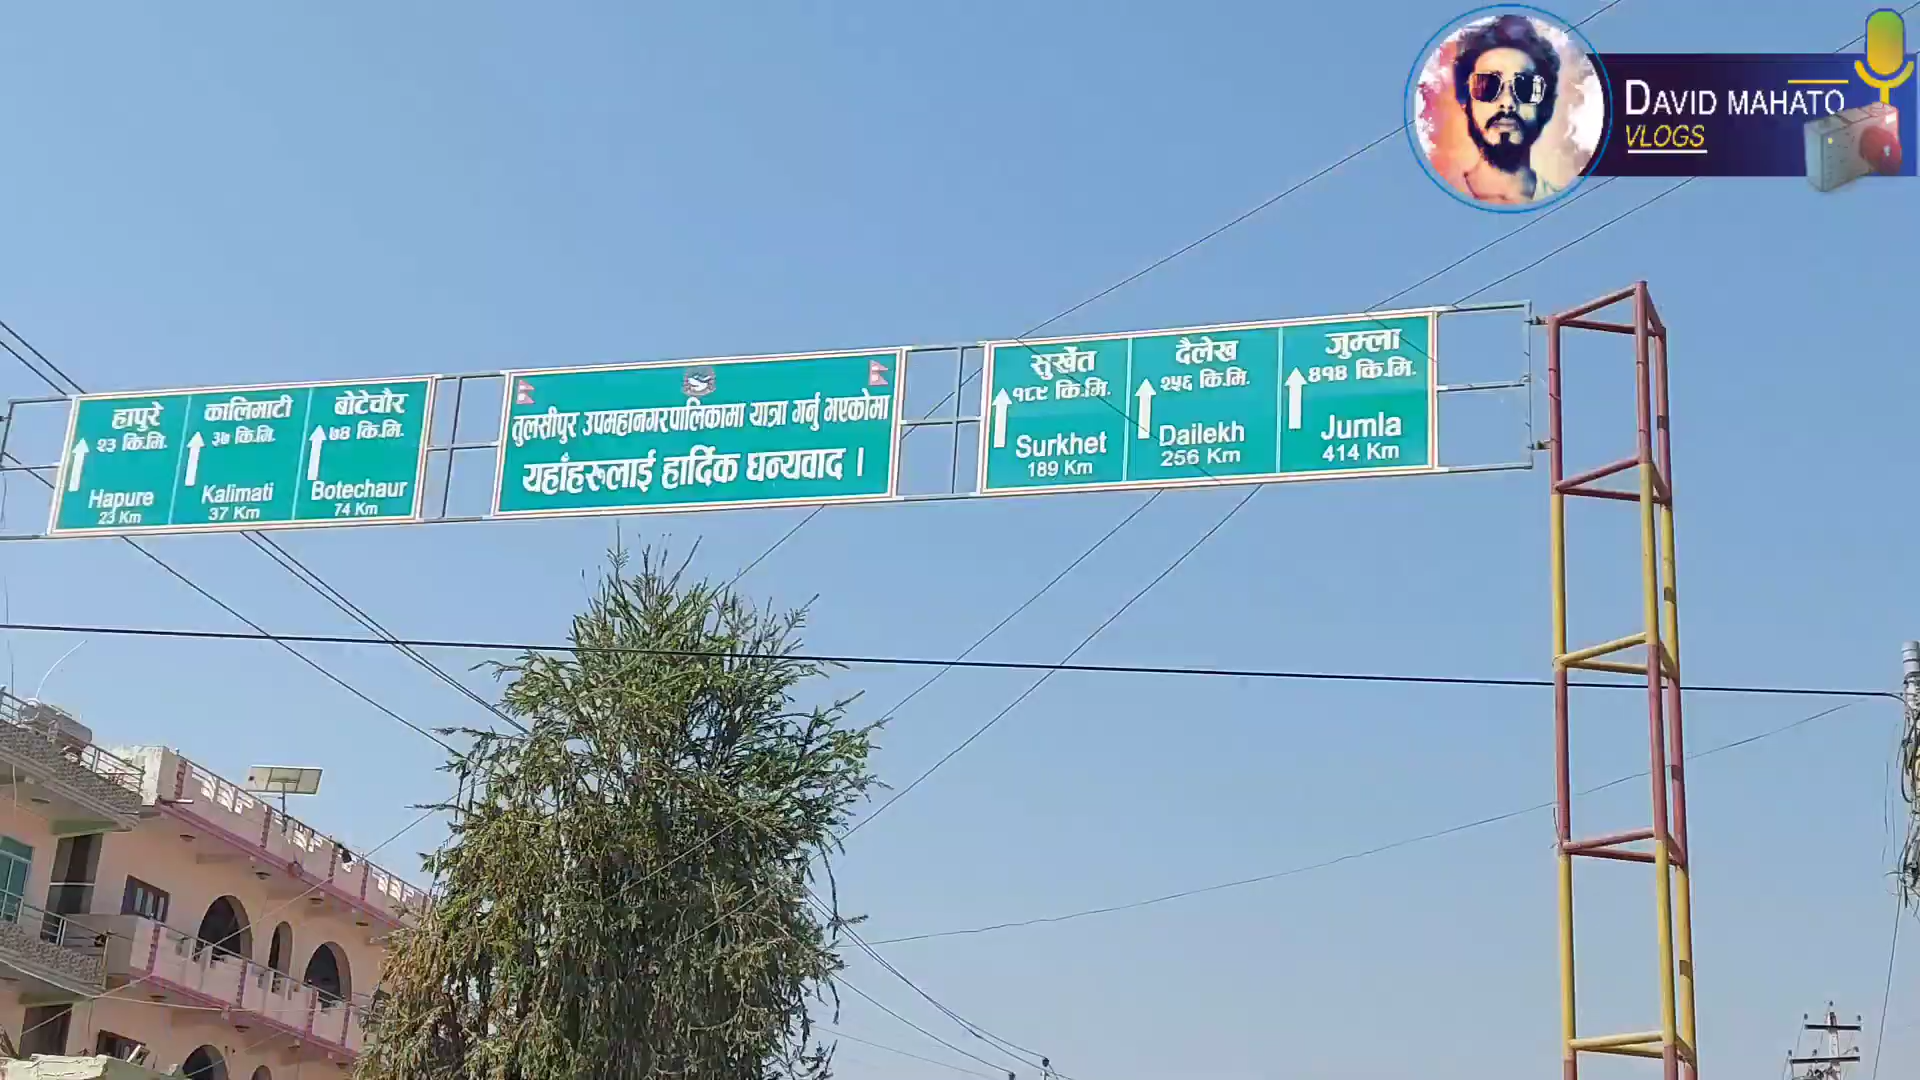 हापुरे
२३ कि.मि.
Hapure
23 Km
कालिमाटी
३७ कि.मि.
Kalimati
37 Km
बोटेचौर
७४ कि.मि.
Botechaur
74 Km
तुलसीपुर उपमहानगरपालिकामा यात्रा गर्नु भएकोमा
यहाँहरुलाई हार्दिक धन्यवाद ।
सुर्खेत
१८९ कि.मि.
Surkhet
189 Km
दैलेख
२५६ कि.मि.
Dailekh
256 Km
जुम्ला
४१४ कि.मि.
Jumla
414 Km
DAVID MAHATO
VLOGS